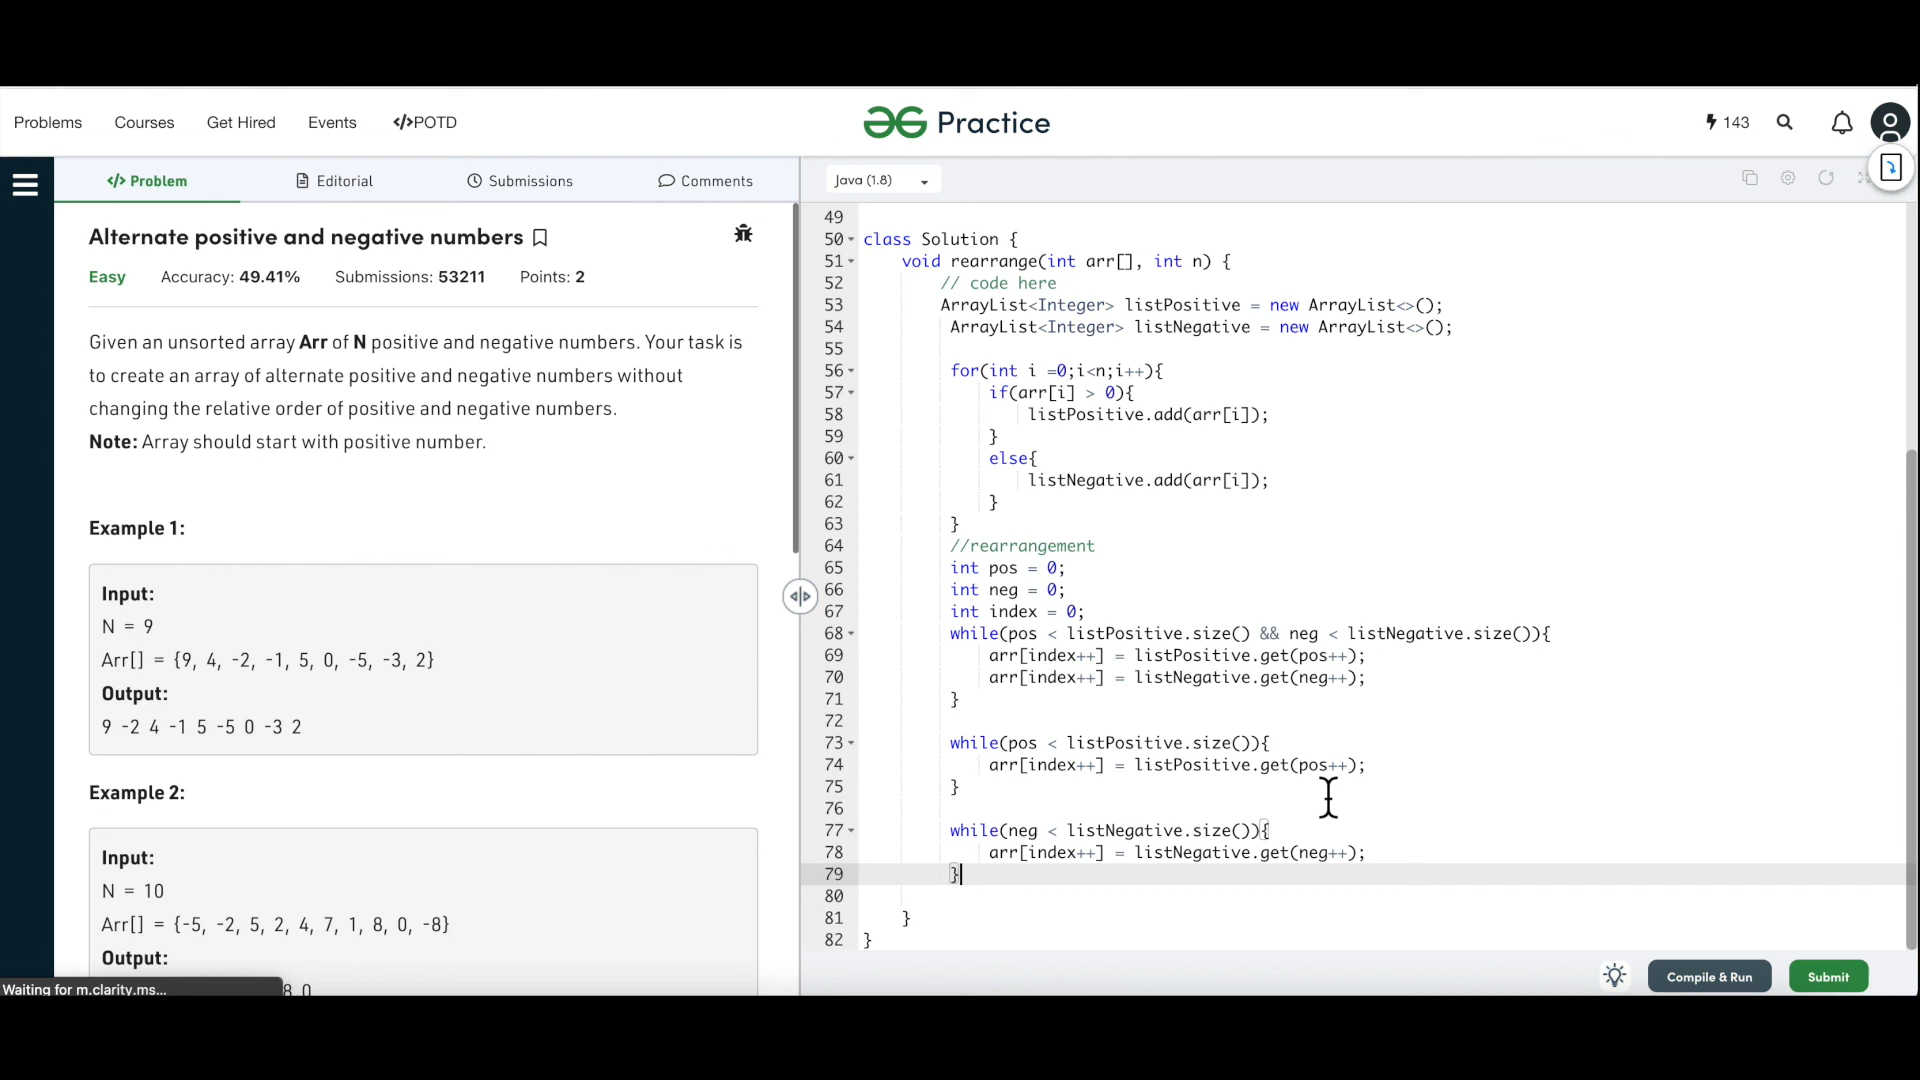 Problems Courses Get Hired Events </>POTD
Practice
143
</> Problem Editorial Submissions Comments
Java (1.8)
Alternate positive and negative numbers
Easy Accuracy: 49.41% Submissions: 53211 Points: 2
Given an unsorted array Arr of N positive and negative numbers. Your task is
to create an array of alternate positive and negative numbers without
changing the relative order of positive and negative numbers.
Note: Array should start with positive number.
Example 1:
Input:
N = 9
Arr[] = {9, 4, -2, -1, 5, 0, -5, -3, 2}
Output:
9 -2 4 -1 5 -5 0 -3 2
Example 2:
Input:
N = 10
Arr[] = {-5, -2, 5, 2, 4, 7, 1, 8, 0, -8}
Output:
8 0
Waiting for m.clarity.ms...
49
50 class Solution {
51 void rearrange(int arr[], int n) {
52 // code here
53 ArrayList<Integer> listPositive = new ArrayList<>();
54 ArrayList<Integer> listNegative = new ArrayList<>();
55
56 for(int i =0;i<n;i++){
57 if(arr[i] > 0){
58 listPositive.add(arr[i]);
59 }
60 else{
61 listNegative.add(arr[i]);
62 }
63 }
64 //rearrangement
65 int pos = 0;
66 int neg = 0;
67 int index = 0;
68 while(pos < listPositive.size() && neg < listNegative.size()){
69 arr[index++] = listPositive.get(pos++);
70 arr[index++] = listNegative.get(neg++);
71 }
72
73 while(pos < listPositive.size()){
74 arr[index++] = listPositive.get(pos++);
75 }
76
77 while(neg < listNegative.size()){
78 arr[index++] = listNegative.get(neg++);
79 }
80
81 }
82 }
Compile & Run Submit